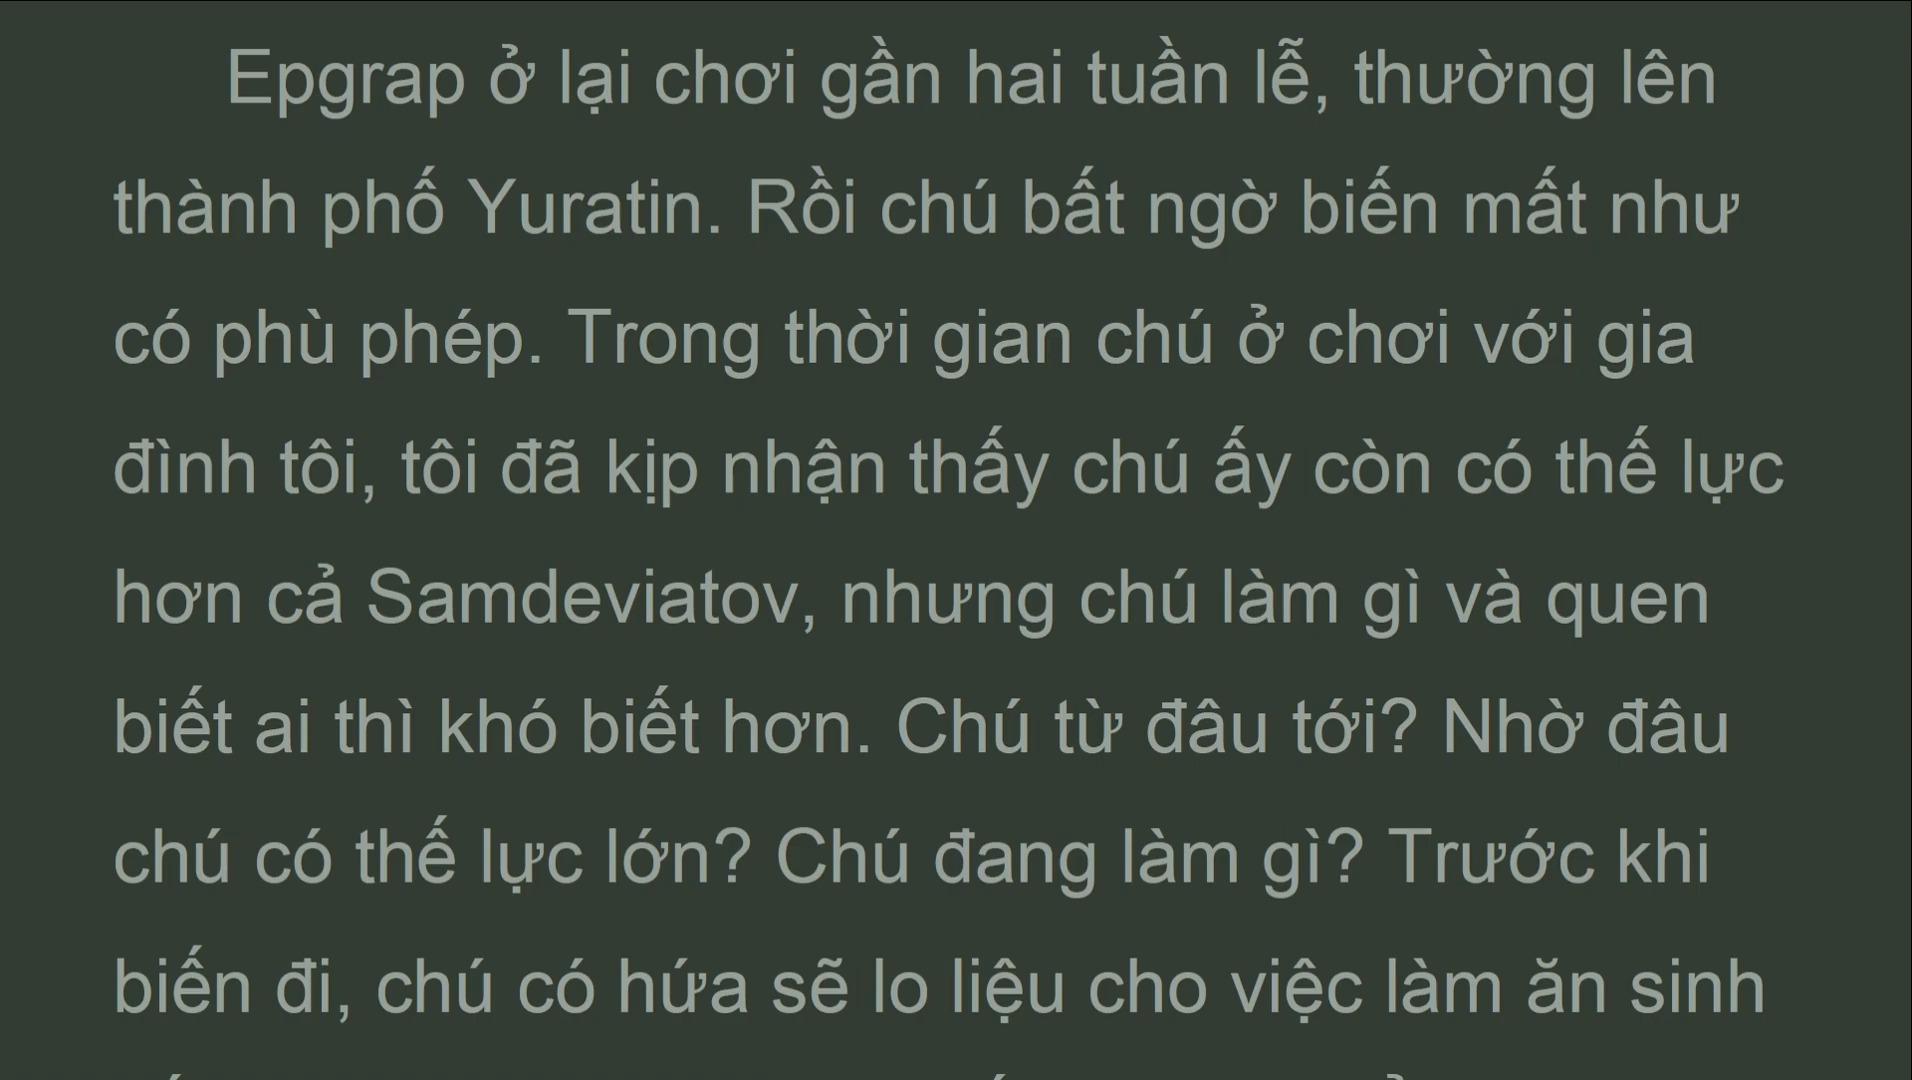 Epgrap ở lại chơi gần hai tuần lễ, thường lên
thành phố Yuratin. Rồi chú bất ngờ biến mất như
có phù phép. Trong thời gian chú ở chơi với gia
đình tôi, tôi đã kịp nhận thấy chú ấy còn có thế lực
hơn cả Samdeviatov, nhưng chú làm gì và quen
biết ai thì khó biết hơn. Chú từ đâu tới? Nhờ đâu
chú có thế lực lớn? Chú đang làm gì? Trước khi
biến đi, chú có hứa sẽ lo liệu cho việc làm ăn sinh